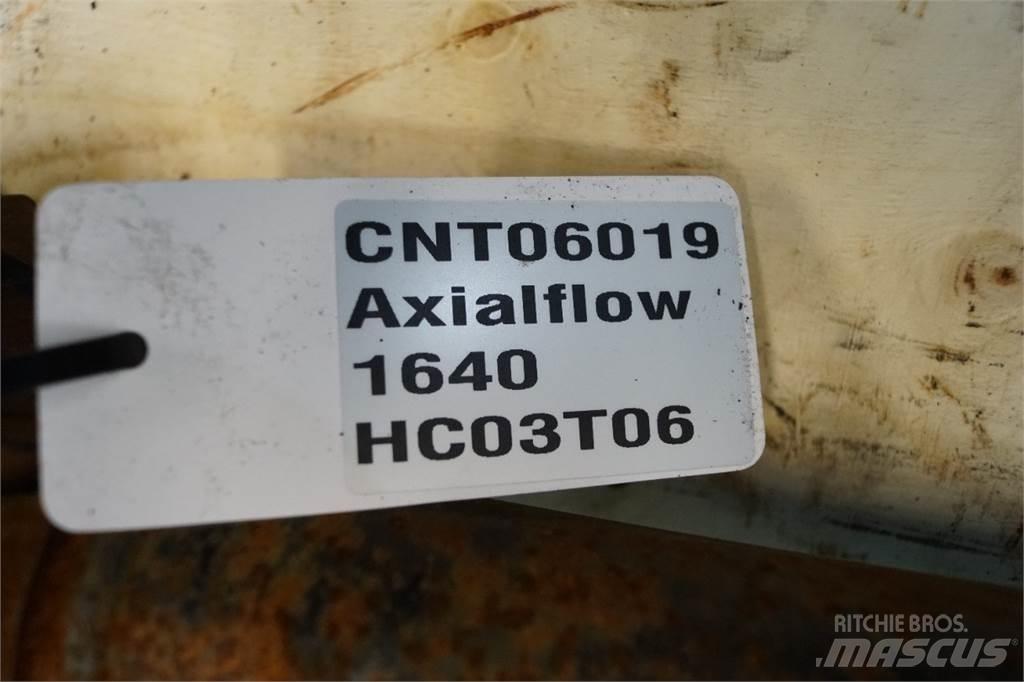 CNT06019
Axialflow
1640
HC03T06
RITCHIE BROS.
MASCUS